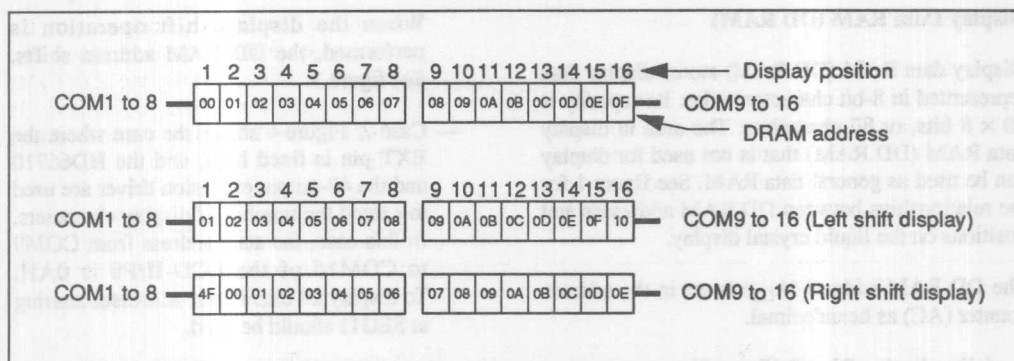 1 2 3 4 5 6 7 8 9 10 11 12 13 14 15 16 Display position
COM1 to 8 00 01 02 03 04 05 06 07 08 09 0A 0B 0C 0D 0E 0F COM9 to 16
DRAM address
1 2 3 4 5 6 7 8 9 10 11 12 13 14 15 16
COM1 to 8 01 02 03 04 05 06 07 08 09 0A 0B 0C 0D 0E 0F 10 COM9 to 16 (Left shift display)
COM1 to 8 4F 00 01 02 03 04 05 06 07 08 09 0A 0B 0C 0D 0E COM9 to 16 (Right shift display)